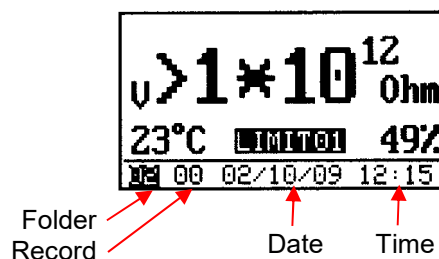 v>1*10¹² Ohm
23°C LIMIT01 49%
02 00 02/10/09 12:15
Folder
Record Date Time